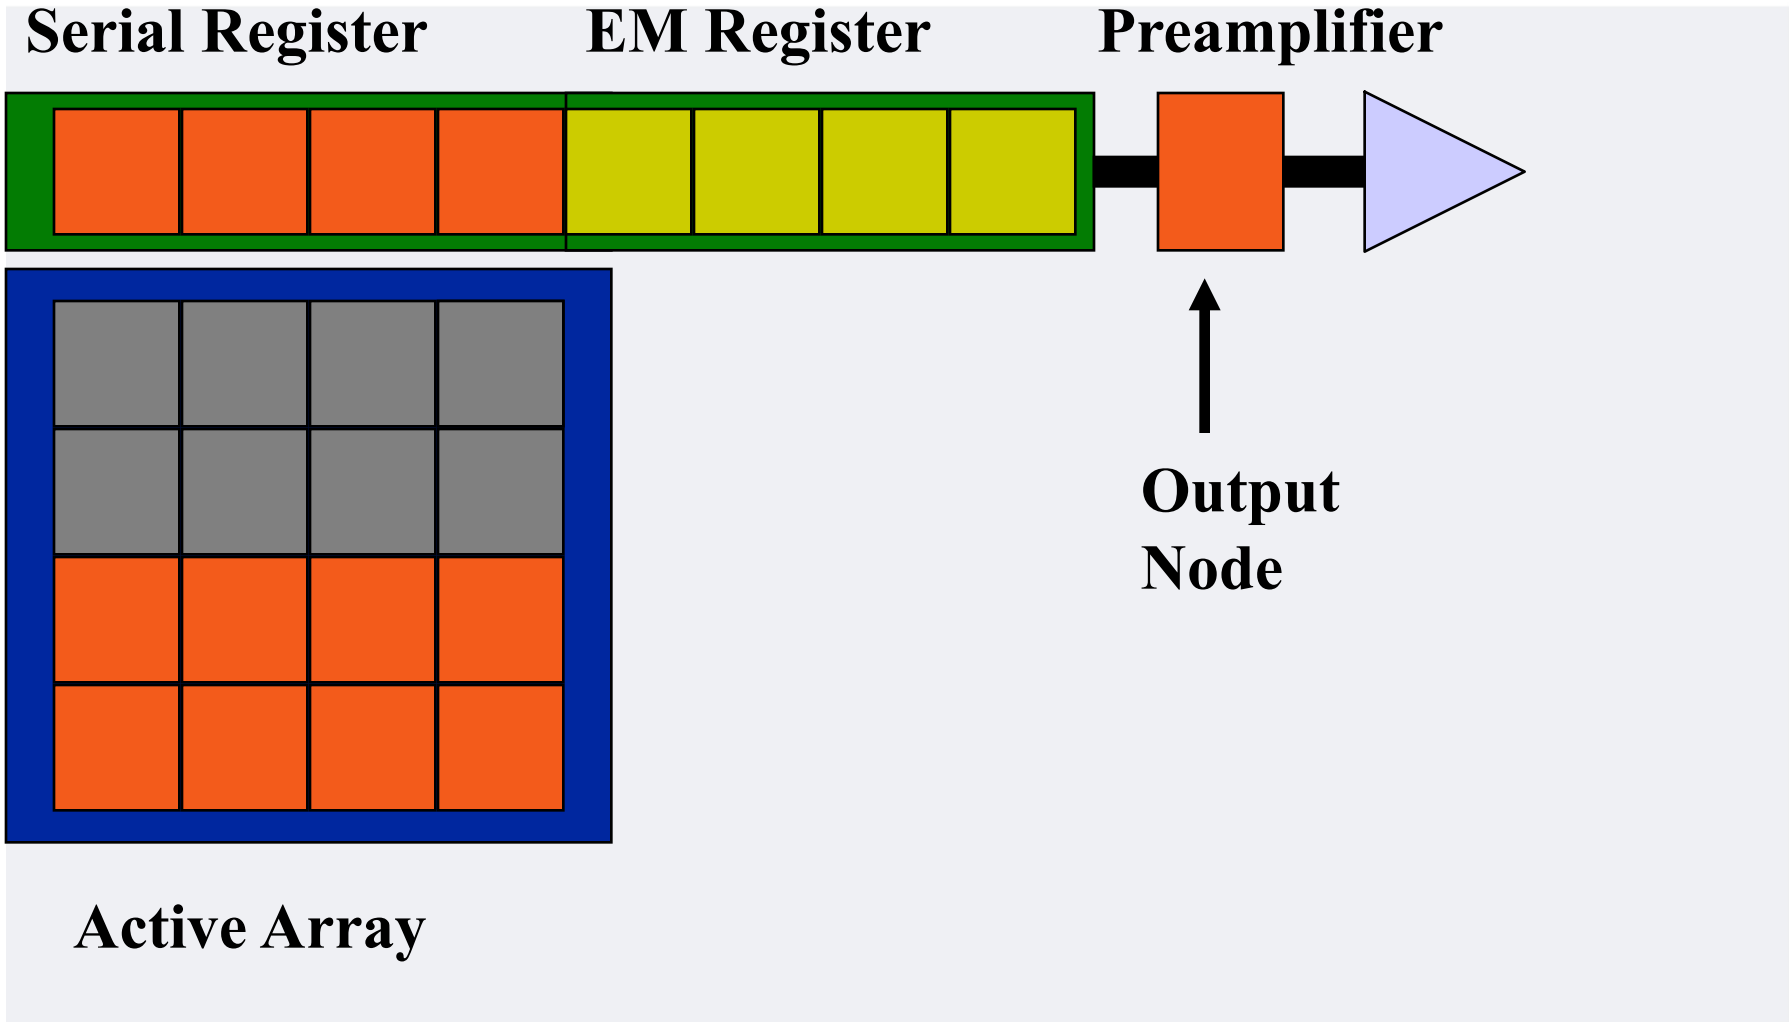 Serial Register
EM Register
Preamplifier
Output
Node
Active Array